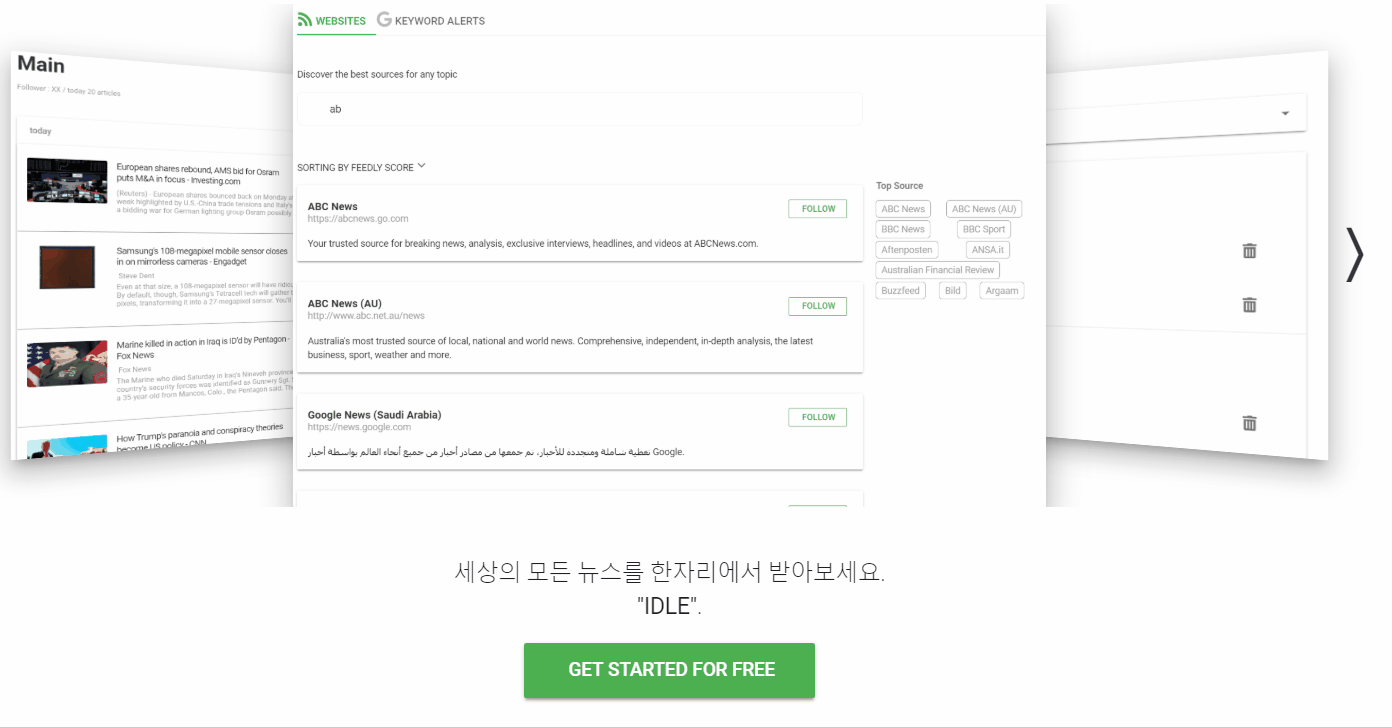 WEBSITES
KEYWORD ALERTS
Discover the best sources for any topic
ab
SORTING BY FEEDLY SCORE
ABC News
https://abcnews.go.com
FOLLOW
Your trusted source for breaking news, analysis, exclusive interviews, headlines, and videos at ABCNews.com.
ABC News (AU)
http://www.abc.net.au/news
FOLLOW
Australia's most trusted source of local, national and world news. Comprehensive, independent, in-depth analysis, the latest
business, sport, weather and more.
Google News (Saudi Arabia)
https://news.google.com
FOLLOW
تغطية شاملة ومتجددة للأخبار، تم جمعها من مصادر أخبار من جميع أنحاء العالم بواسطة أخبار Google.
Top Source
ABC News
ABC News (AU)
BBC News
BBC Sport
Aftenposten
ANSA.it
Australian Financial Review
Buzzfeed
Bild
Argaam
Main
Follower : XX / today 20 articles
today
European shares rebound, AMS bid for Osram
puts M&A in focus - Investing.com
(Reuters) - European shares bounced back on Monday a
week highlighted by U.S.-China trade tensions and Italy's
a bidding war for German lighting group Osram possibly
Samsung's 108-megapixel mobile sensor closes
in on mirrorless cameras - Engadget
Steve Dent
Even at that size, a 108-megapixel sensor will have ridic
By default, though, Samsung's Tetracell tech will gather
pixels, transforming it into a 27-megapixel sensor. You'll
Marine killed in action in Iraq is ID'd by Pentagon -
Fox News
Fox News
The Marine who died Saturday in Iraq's Nineveh province
country's security forces was identified as Gunnery Sgt.
a 35-year-old from Mancos, Colo., the Pentagon said. Th
How Trump's paranoia and conspiracy theories
become US policy - CNN
세상의 모든 뉴스를 한자리에서 받아보세요.
"IDLE".
GET STARTED FOR FREE